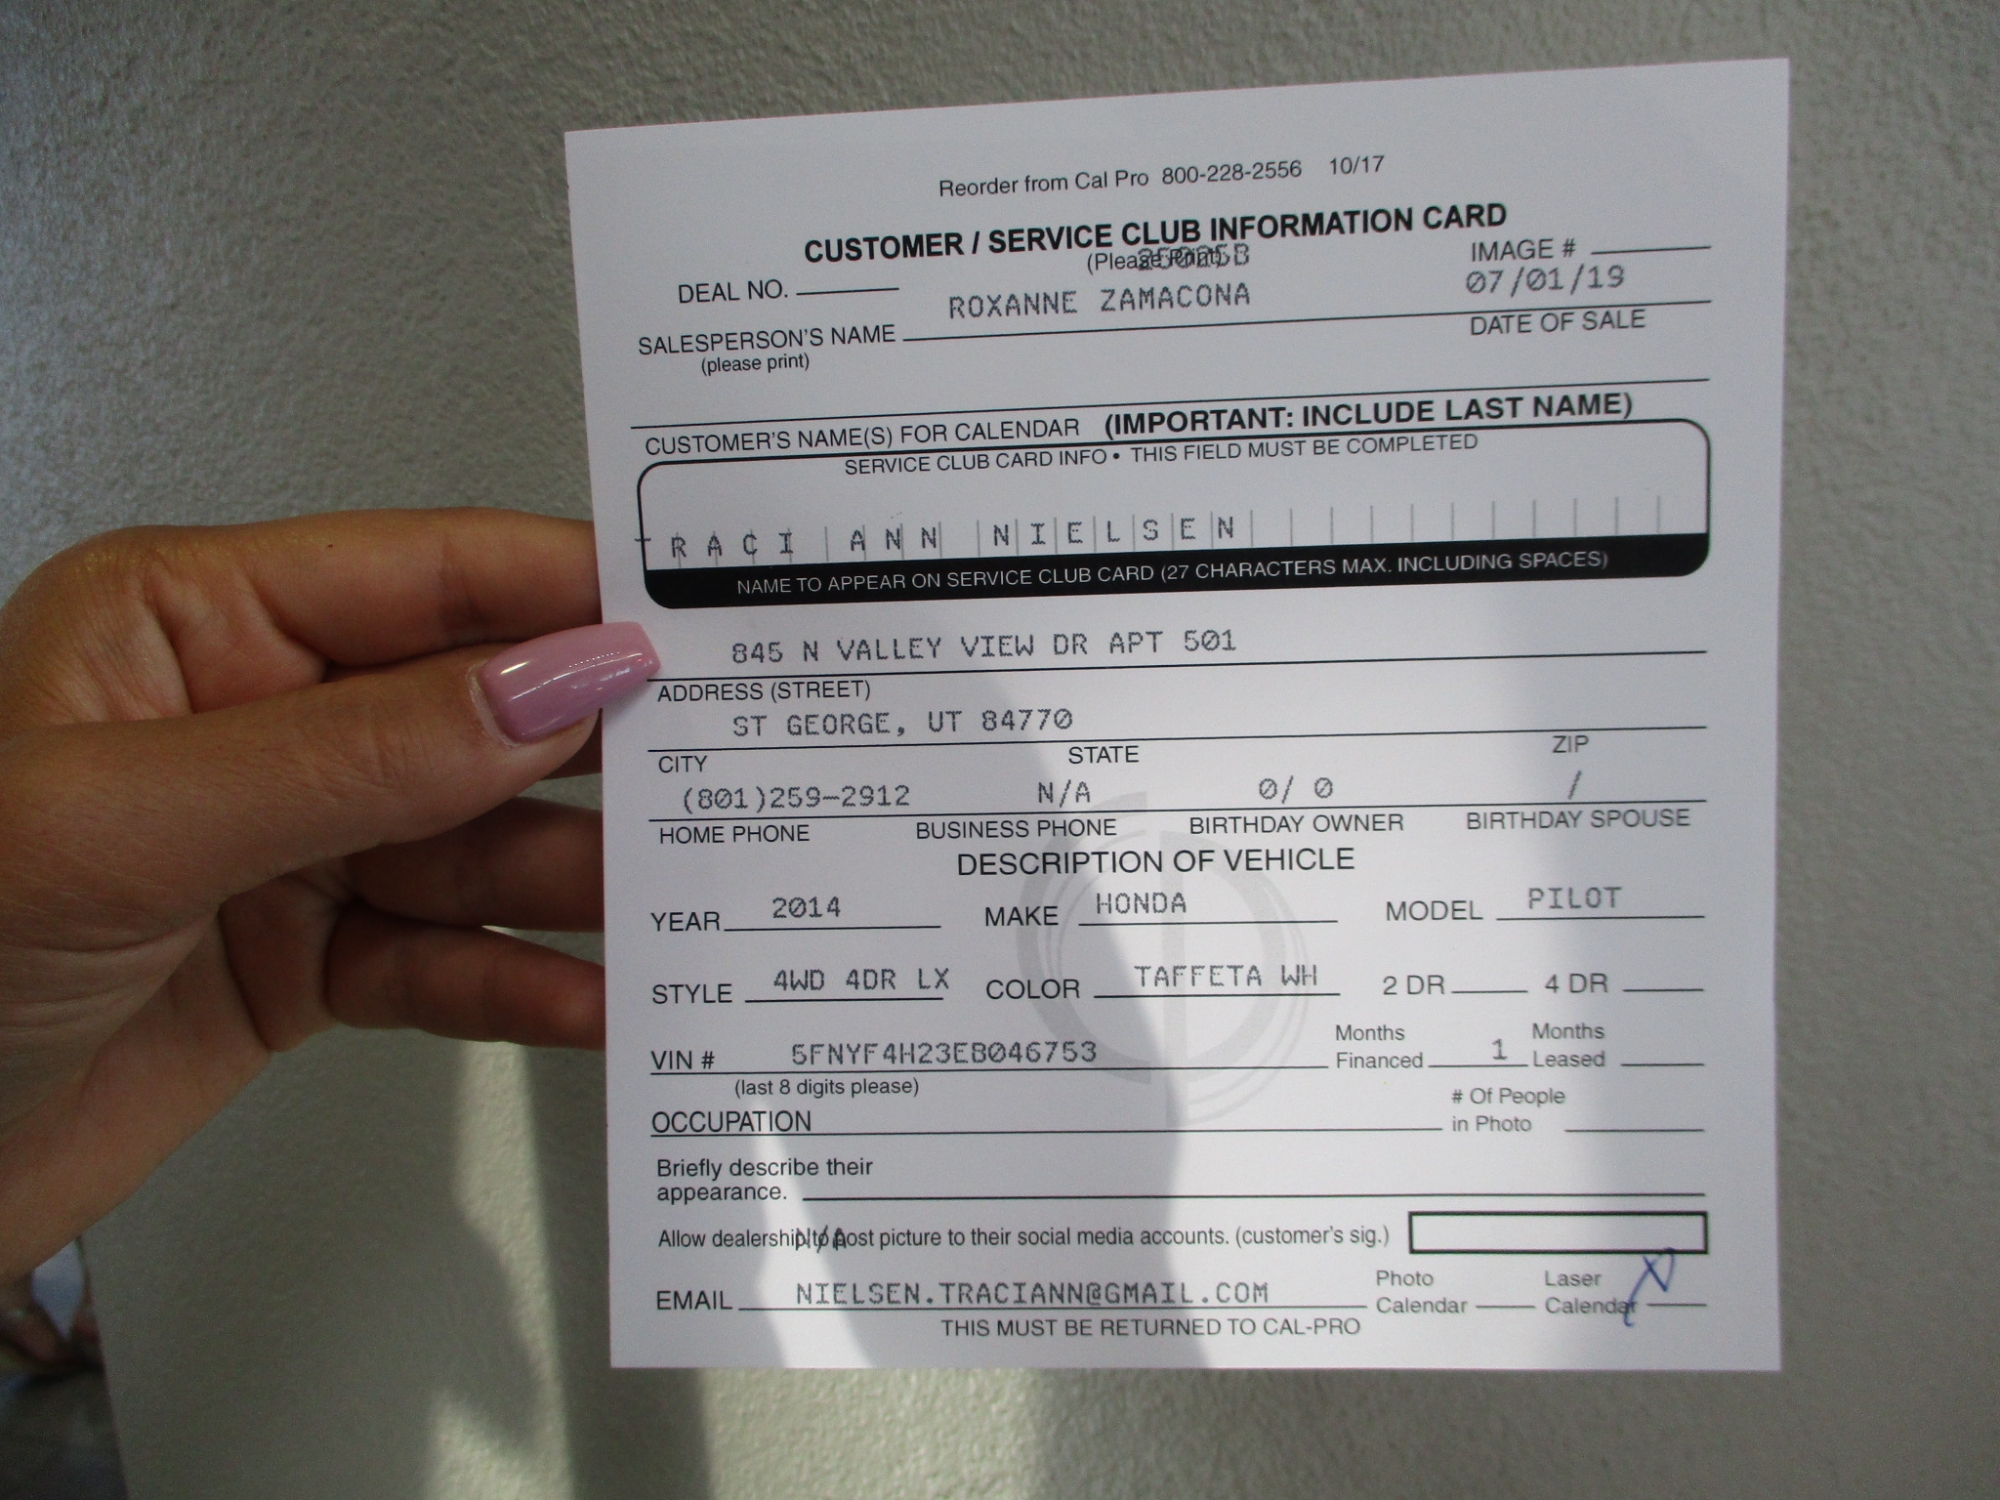 Reorder from Cal Pro 800-228-2556 10/17
CUSTOMER / SERVICE CLUB INFORMATION CARD
(Please Print)
IMAGE #
DEAL NO.
ROXANNE ZAMACONA
07/01/19
SALESPERSON'S NAME
DATE OF SALE
(please print)
CUSTOMER'S NAME(S) FOR CALENDAR (IMPORTANT: INCLUDE LAST NAME)
SERVICE CLUB CARD INFO • THIS FIELD MUST BE COMPLETED
TRACI ANN NIELSEN
NAME TO APPEAR ON SERVICE CLUB CARD (27 CHARACTERS MAX. INCLUDING SPACES)
845 N VALLEY VIEW DR APT 501
ADDRESS (STREET)
ST GEORGE, UT 84770
CITY STATE ZIP
(801)259-2912 N/A 0/ 0 /
HOME PHONE BUSINESS PHONE BIRTHDAY OWNER BIRTHDAY SPOUSE
DESCRIPTION OF VEHICLE
YEAR 2014 MAKE HONDA MODEL PILOT
STYLE 4WD 4DR LX COLOR TAFFETA WH 2 DR 4 DR
VIN # 5FNYF4H23EB046753 Months Financed 1 Months Leased
(last 8 digits please)
OCCUPATION # Of People in Photo
Briefly describe their
appearance.
Allow dealership to post picture to their social media accounts. (customer's sig.)
N/A
EMAIL NIELSEN.TRACIANN@GMAIL.COM Photo Calendar Laser Calendar
THIS MUST BE RETURNED TO CAL-PRO